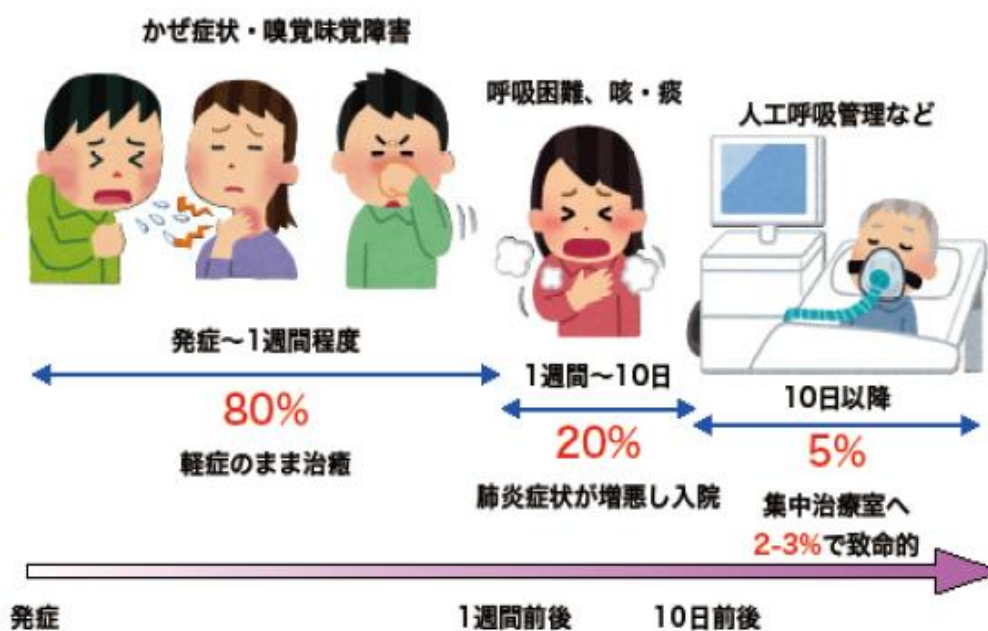 かぜ症状・嗅覚味覚障害
呼吸困難、咳・痰
人工呼吸管理など
発症～1週間程度
80%
軽症のまま治癒
1週間～10日
20%
肺炎症状が増悪し入院
10日以降
5%
集中治療室へ
2-3%で致命的
発症
1週間前後
10日前後